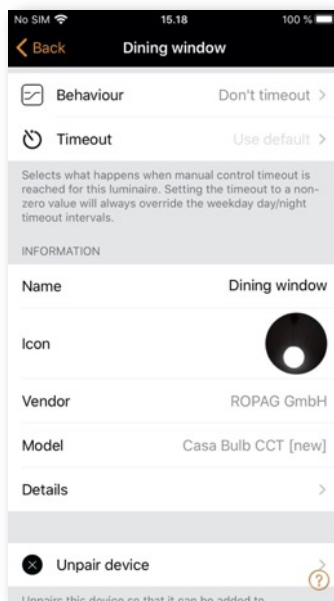 No SIM 15.18 100 %
Back Dining window
Behaviour Don't timeout
Timeout Use default
Selects what happens when manual control timeout is
reached for this luminaire. Setting the timeout to a non-
zero value will always override the weekday day/night
timeout intervals.
INFORMATION
Name Dining window
Icon
Vendor ROPAG GmbH
Model Casa Bulb CCT [new]
Details
Unpair device
?
Unpairs this device so that it can be added to